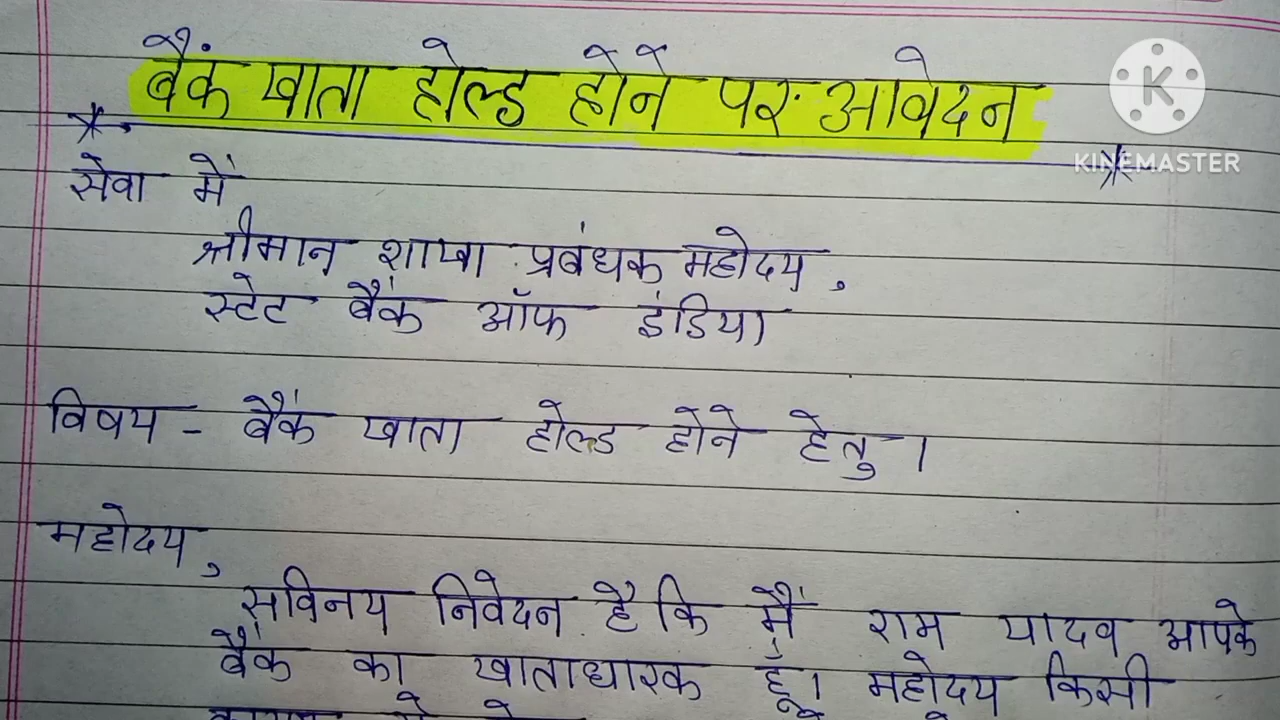 बैंक खाता होल्ड होने पर आवेदन
K
KINEMASTER
सेवा में
श्रीमान शाखा प्रबंधक महोदय,
स्टेट बैंक ऑफ इंडिया
विषय - बैंक खाता होल्ड होने हेतु।
महोदय,
सविनय निवेदन है कि मैं राम यादव आपके
बैंक का खाताधारक हूँ। महोदय किसी